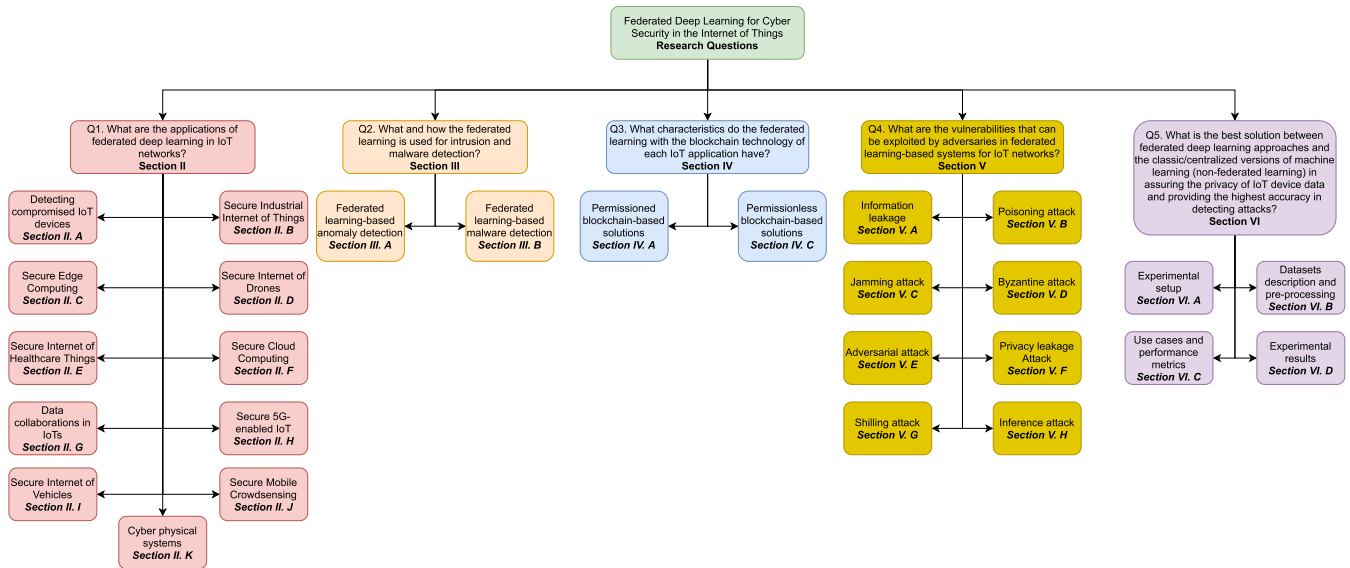 Federated Deep Learning for Cyber
Security in the Internet of Things
Research Questions
Q1. What are the applications of
federated deep learning in IoT
networks?
Section II
Q2. What and how the federated
learning is used for intrusion and
malware detection?
Section III
Q3. What characteristics do the federated
learning with the blockchain technology of
each IoT application have?
Section IV
Q4. What are the vulnerabilities that can
be exploited by adversaries in federated
learning-based systems for IoT networks?
Section V
Q5. What is the best solution between
federated deep learning approaches and
the classic/centralized versions of machine
learning (non-federated learning) in
assuring the privacy of IoT device data
and providing the highest accuracy in
detecting attacks?
Section VI
Detecting
compromised IoT
devices
Section II. A
Secure Industrial
Internet of Things
Section II. B
Secure Edge
Computing
Section II. C
Secure Internet of
Drones
Section II. D
Secure Internet of
Healthcare Things
Section II. E
Secure Cloud
Computing
Section II. F
Data
collaborations in
IoTs
Section II. G
Secure 5G-
enabled IoT
Section II. H
Secure Internet of
Vehicles
Section II. I
Secure Mobile
Crowdsensing
Section II. J
Cyber physical
systems
Section II. K
Federated
learning-based
anomaly detection
Section III. A
Federated
learning-based
malware detection
Section III. B
Permissioned
blockchain-based
solutions
Section IV. A
Permissionless
blockchain-based
solutions
Section IV. C
Information
leakage
Section V. A
Poisoning attack
Section V. B
Jamming attack
Section V. C
Byzantine attack
Section V. D
Adversarial attack
Section V. E
Privacy leakage
Attack
Section V. F
Shilling attack
Section V. G
Inference attack
Section V. H
Experimental
setup
Section VI. A
Datasets
description and
pre-processing
Section VI. B
Use cases and
performance
metrics
Section VI. C
Experimental
results
Section VI. D